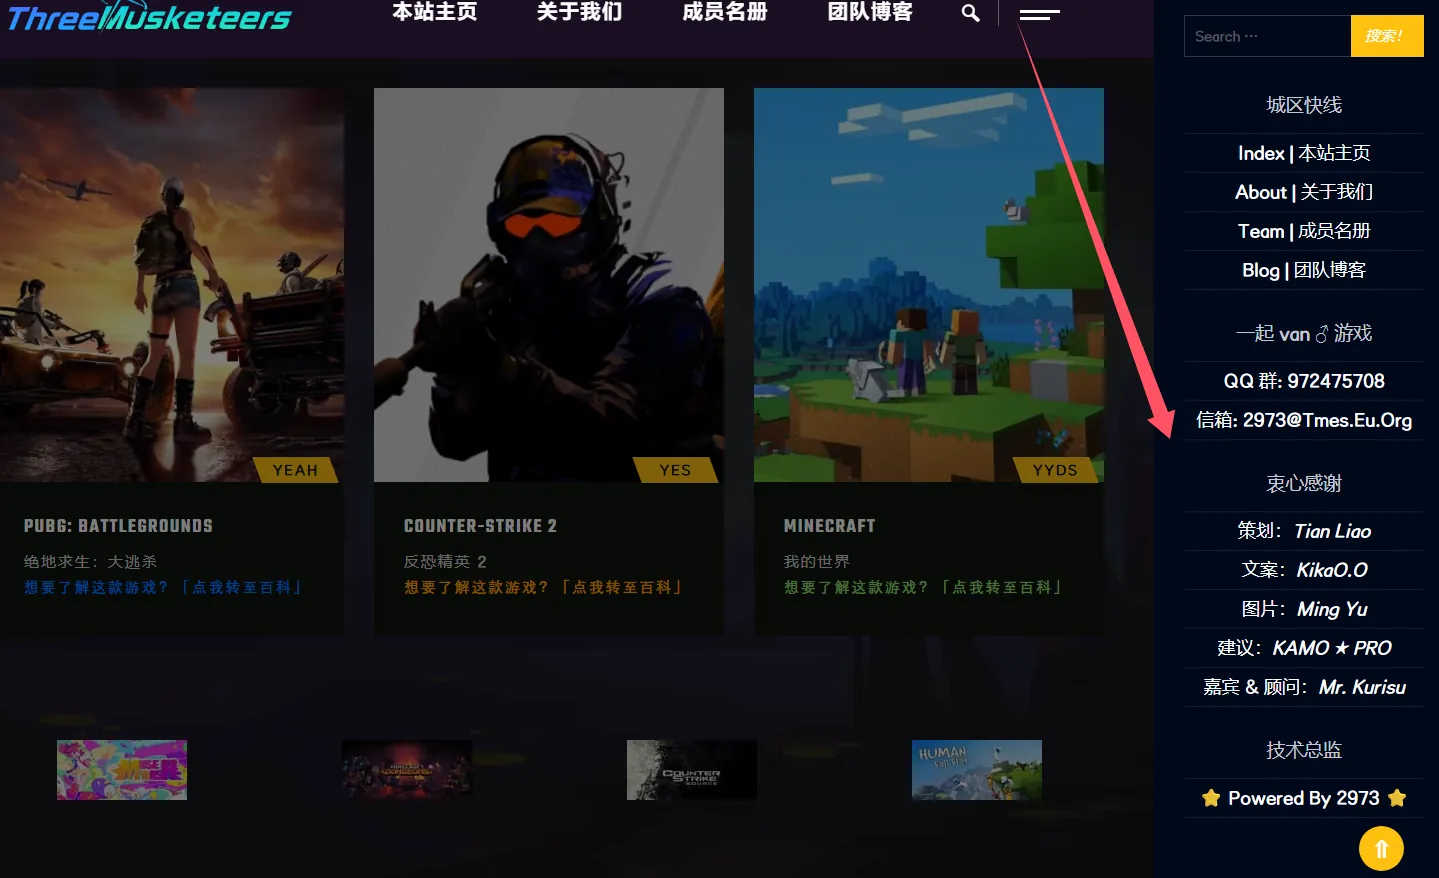 ThreeMusketeers
本站主页 关于我们 成员名册 团队博客
YEAH
PUBG: BATTLEGROUNDS
绝地求生：大逃杀
想要了解这款游戏？「点我转至百科」
YES
COUNTER-STRIKE 2
反恐精英 2
想要了解这款游戏？「点我转至百科」
YYDS
MINECRAFT
我的世界
想要了解这款游戏？「点我转至百科」
MINECRAFT
DUNGEONS
COUNTER
STRIKE
SOURCE
HUMAN
Fall Flat
Search …
搜索！
城区快线
Index | 本站主页
About | 关于我们
Team | 成员名册
Blog | 团队博客
一起 van ♂ 游戏
QQ 群: 972475708
信箱: 2973@Tmes.Eu.Org
衷心感谢
策划：Tian Liao
文案：KikaO.O
图片：Ming Yu
建议：KAMO ★ PRO
嘉宾 & 顾问：Mr. Kurisu
技术总监
⭐ Powered By 2973 ⭐
⇑